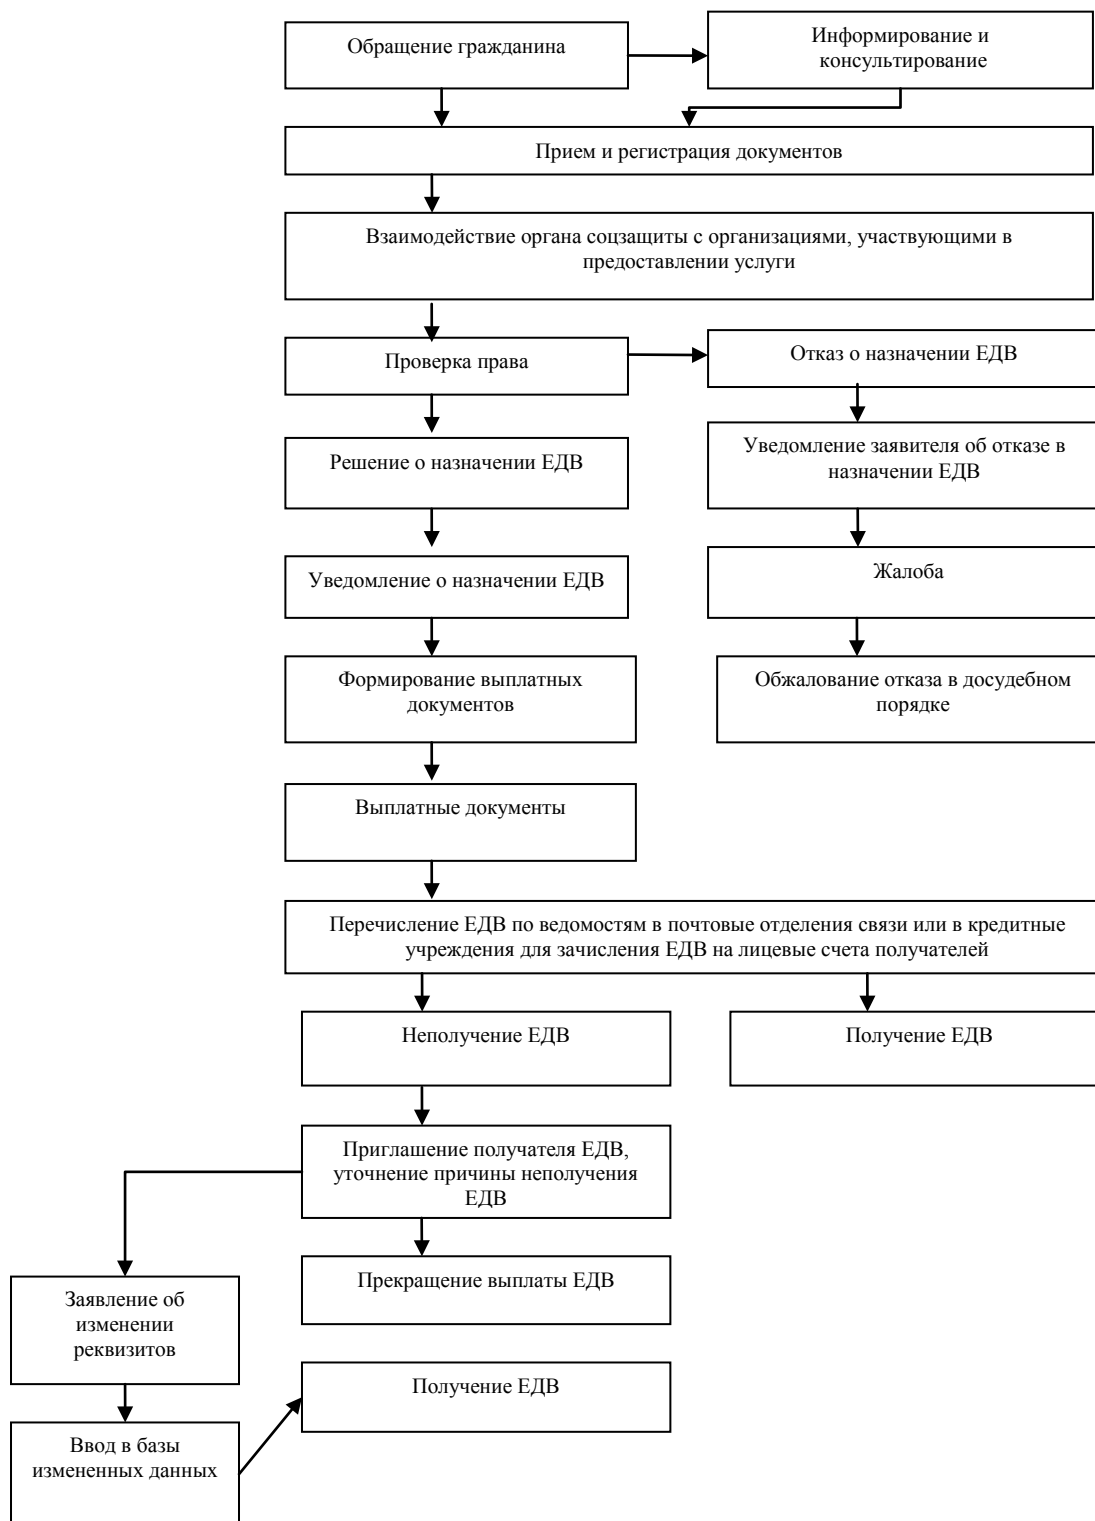 Обращение гражданина
Информирование и
консультирование
Прием и регистрация документов
Взаимодействие органа соцзащиты с организациями, участвующими в
предоставлении услуги
Проверка права
Отказ о назначении ЕДВ
Решение о назначении ЕДВ
Уведомление заявителя об отказе в
назначении ЕДВ
Уведомление о назначении ЕДВ
Жалоба
Формирование выплатных
документов
Обжалование отказа в досудебном
порядке
Выплатные документы
Перечисление ЕДВ по ведомостям в почтовые отделения связи или в кредитные
учреждения для зачисления ЕДВ на лицевые счета получателей
Неполучение ЕДВ
Получение ЕДВ
Приглашение получателя ЕДВ,
уточнение причины неполучения
ЕДВ
Прекращение выплаты ЕДВ
Заявление об
изменении
реквизитов
Получение ЕДВ
Ввод в базы
измененных данных